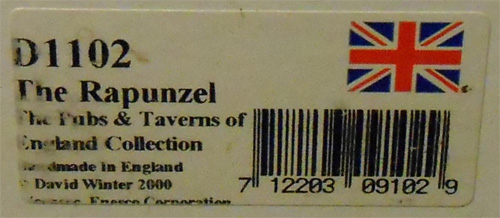 D1102
The Rapunzel
The Pubs & Taverns of
England Collection
Handmade in England
David Winter 2000
Enesco Corporation
7 12203 09102 9